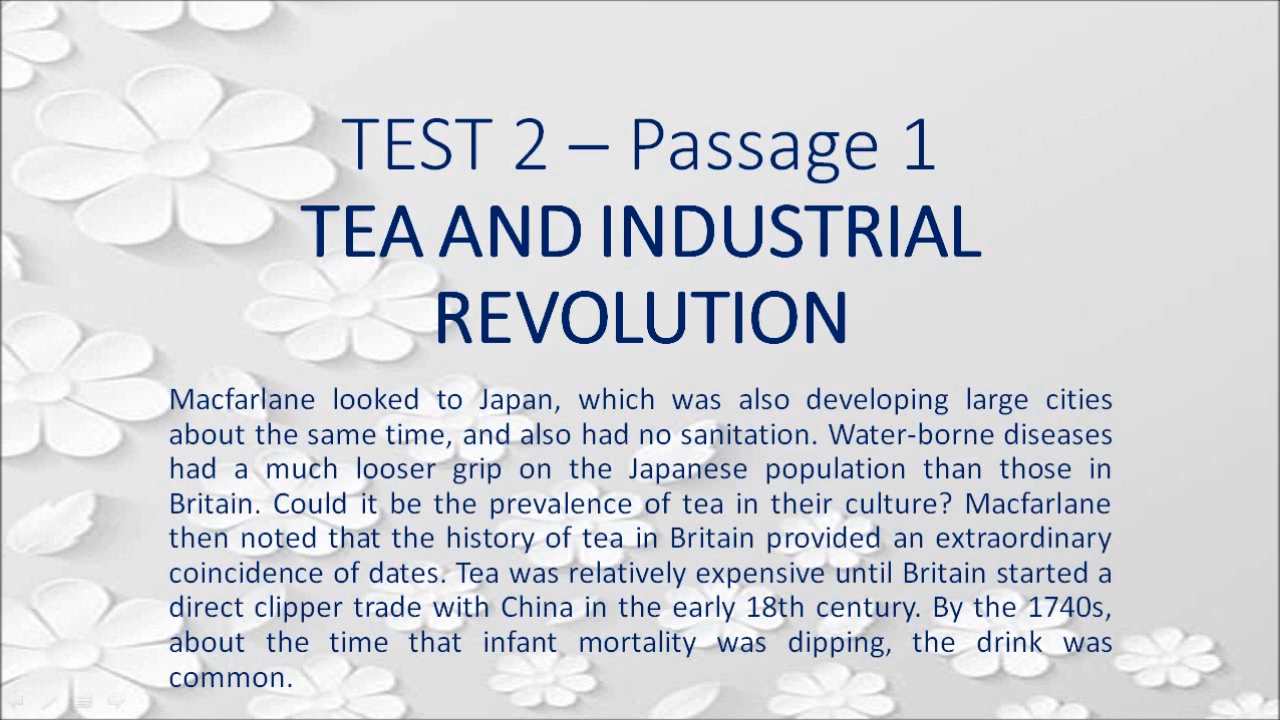 TEST 2 – Passage 1
TEA AND INDUSTRIAL
REVOLUTION
Macfarlane looked to Japan, which was also developing large cities
about the same time, and also had no sanitation. Water-borne diseases
had a much looser grip on the Japanese population than those in
Britain. Could it be the prevalence of tea in their culture? Macfarlane
then noted that the history of tea in Britain provided an extraordinary
coincidence of dates. Tea was relatively expensive until Britain started a
direct clipper trade with China in the early 18th century. By the 1740s,
about the time that infant mortality was dipping, the drink was
common.